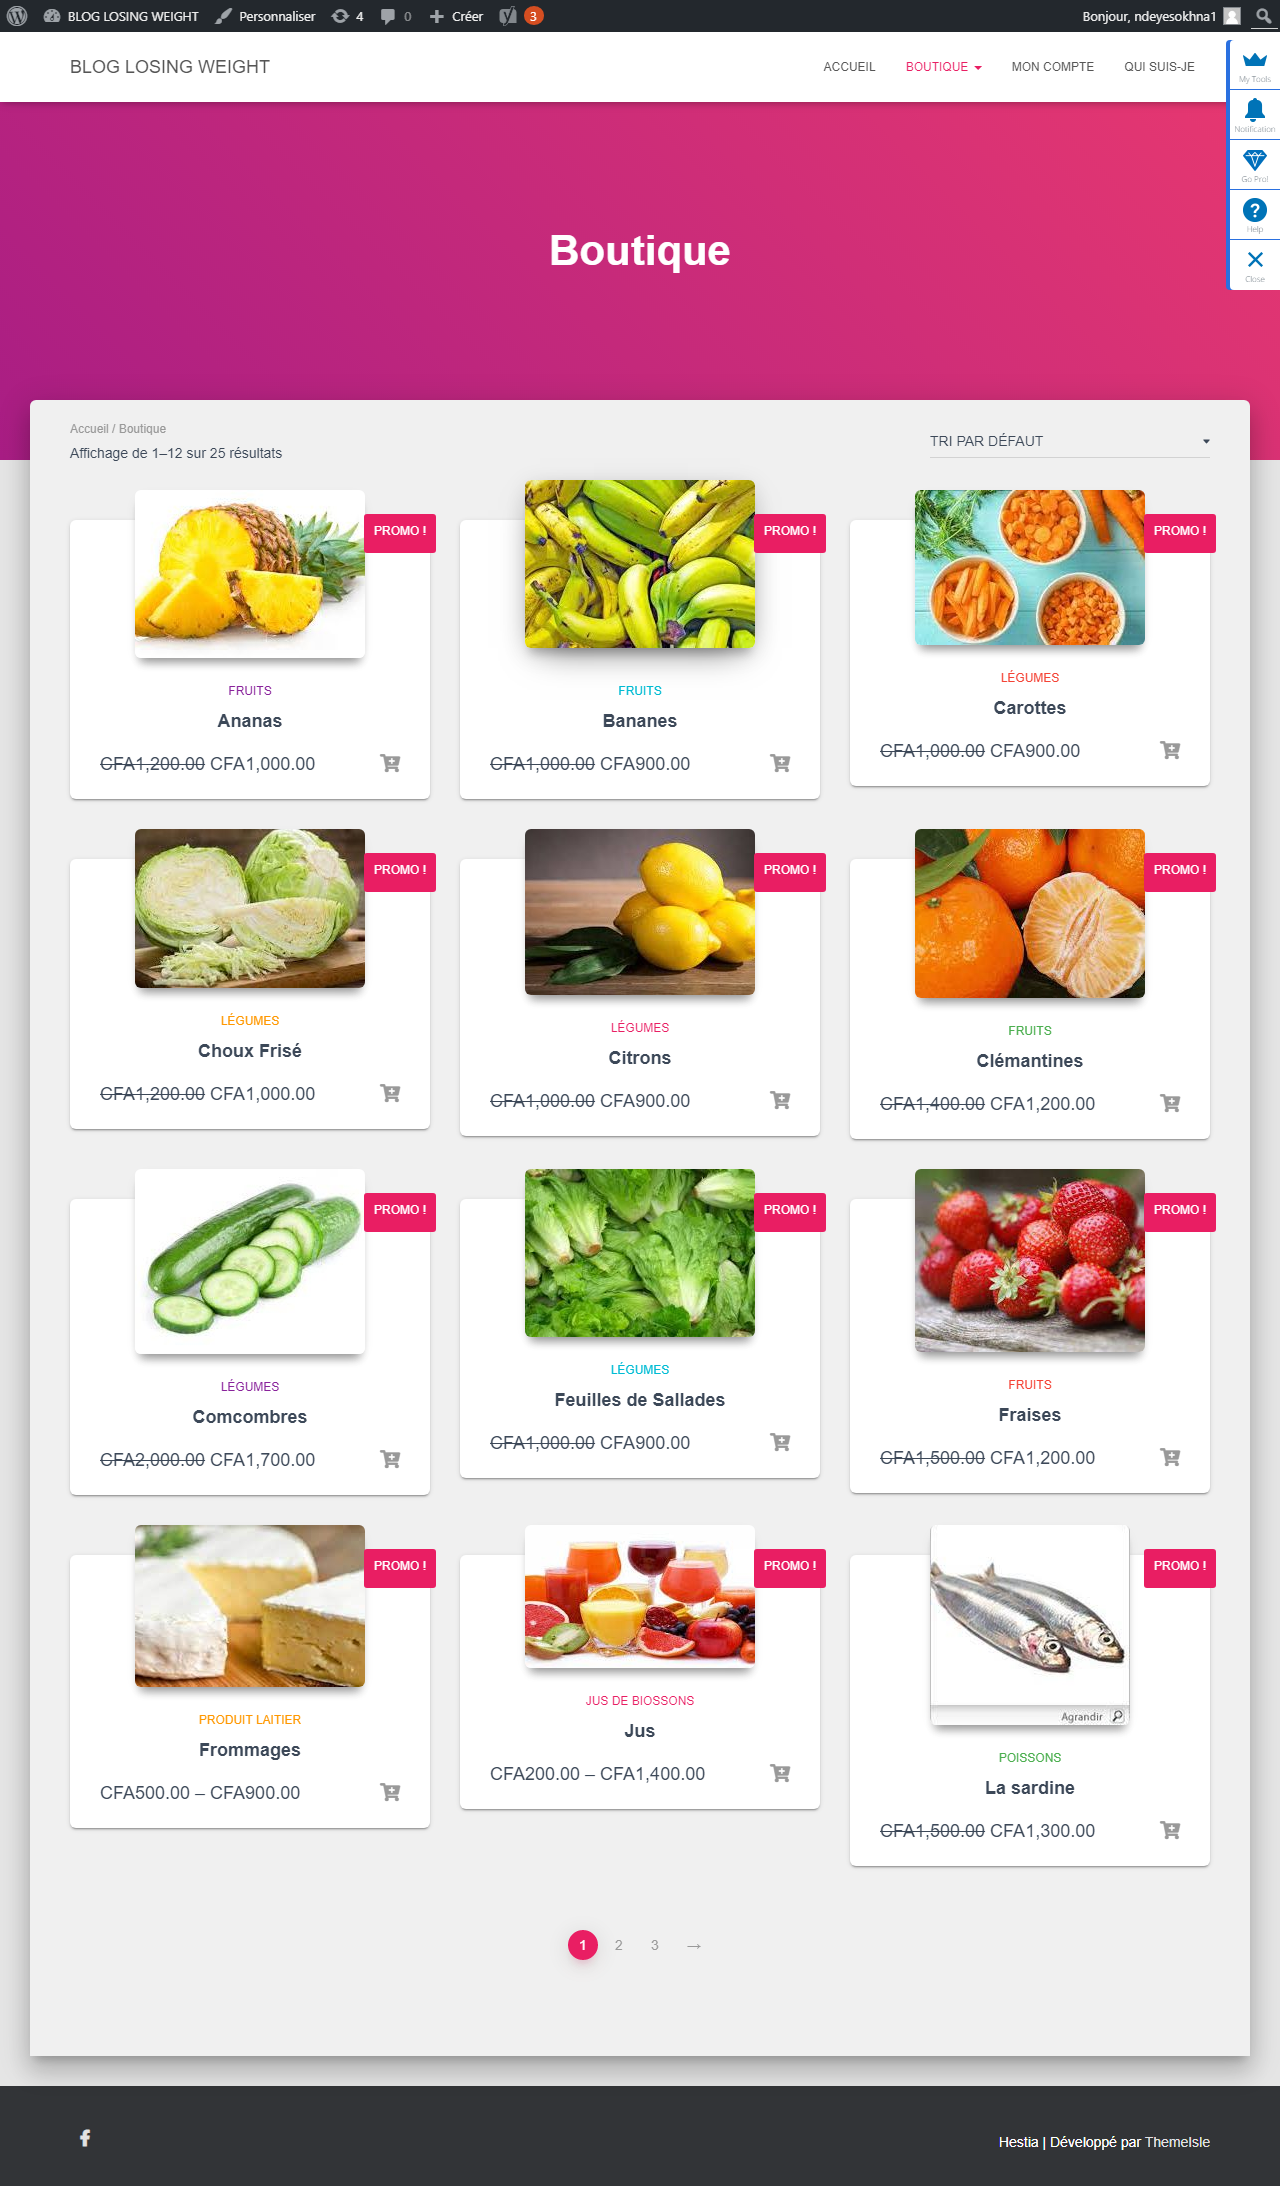 BLOG LOSING WEIGHT Personnaliser 4 0 Créer 3 Bonjour, ndeyesokhna1
BLOG LOSING WEIGHT ACCUEIL BOUTIQUE MON COMPTE QUI SUIS-JE
My Tools
Notification
Go Pro!
Help
Close
Boutique
Accueil / Boutique
Affichage de 1–12 sur 25 résultats
TRI PAR DÉFAUT
PROMO ! PROMO ! PROMO !
FRUITS FRUITS LÉGUMES
Ananas Bananes Carottes
CFA1,200.00 CFA1,000.00 CFA1,000.00 CFA900.00 CFA1,000.00 CFA900.00
PROMO ! PROMO ! PROMO !
LÉGUMES LÉGUMES FRUITS
Choux Frisé Citrons Clémantines
CFA1,200.00 CFA1,000.00 CFA1,000.00 CFA900.00 CFA1,400.00 CFA1,200.00
PROMO ! PROMO ! PROMO !
LÉGUMES LÉGUMES FRUITS
Comcombres Feuilles de Sallades Fraises
CFA2,000.00 CFA1,700.00 CFA1,000.00 CFA900.00 CFA1,500.00 CFA1,200.00
PROMO ! PROMO ! PROMO !
Agrandir
PRODUIT LAITIER JUS DE BIOSSONS POISSONS
Frommages Jus La sardine
CFA500.00 – CFA900.00 CFA200.00 – CFA1,400.00 CFA1,500.00 CFA1,300.00
1 2 3 →
Hestia | Développé par ThemeIsle